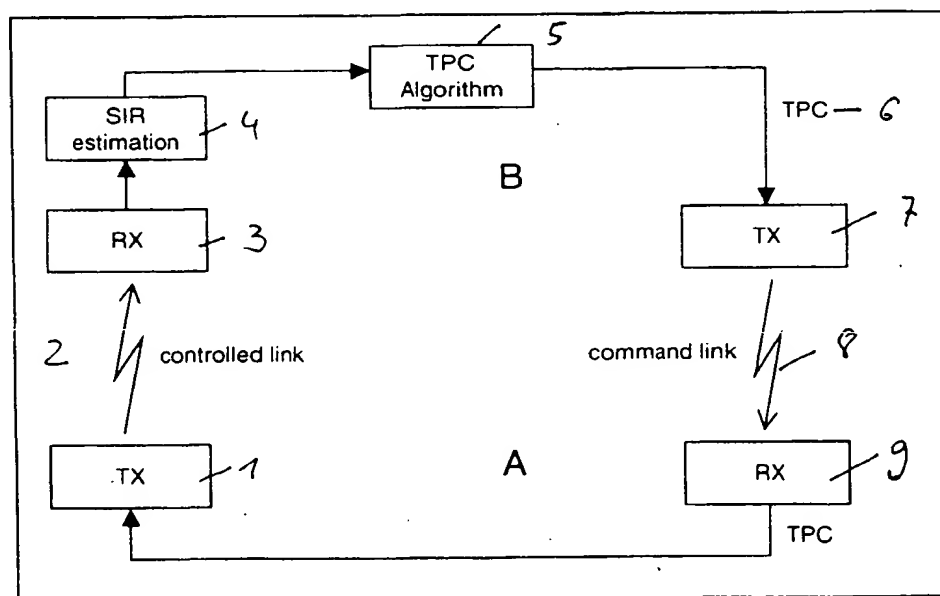 5
TPC
Algorithm
SIR
estimation
4
TPC 6
B
7
RX
3
TX
2
controlled link
command link
8
A
TX
1
RX
9
TPC